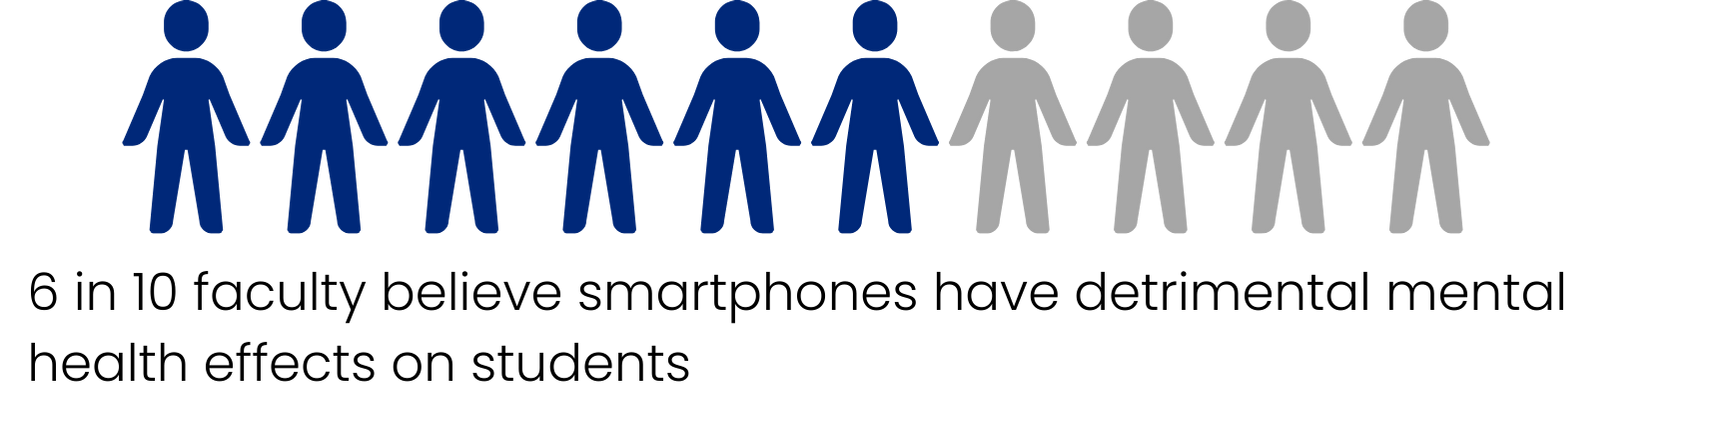 6 in 10 faculty believe smartphones have detrimental mental
health effects on students